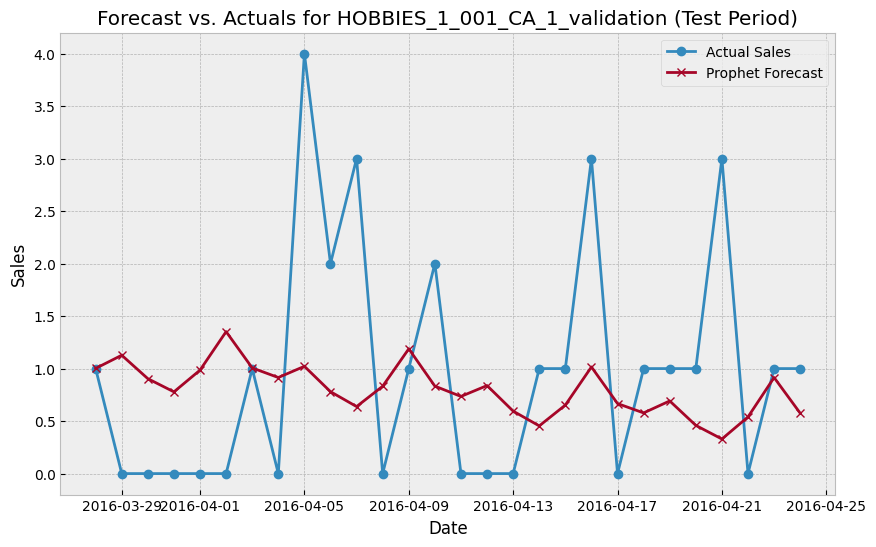 Forecast vs. Actuals for HOBBIES_1_001_CA_1_validation (Test Period)
Actual Sales
Prophet Forecast
Sales
4.0
3.5
3.0
2.5
2.0
1.5
1.0
0.5
0.0
2016-03-29 2016-04-01 2016-04-05 2016-04-09 2016-04-13 2016-04-17 2016-04-21 2016-04-25
Date